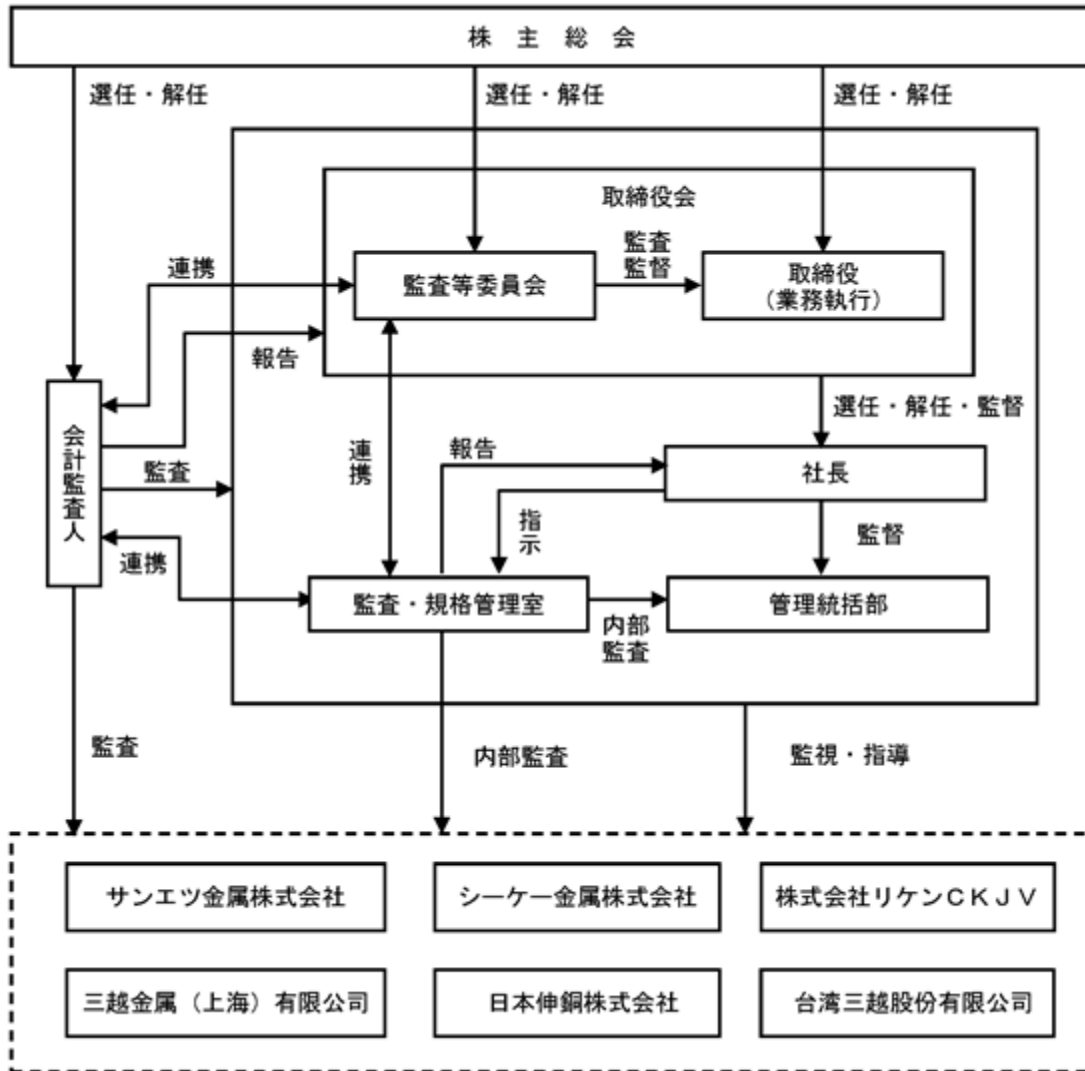 株 主 総 会
選任・解任
選任・解任
選任・解任
取締役会
監査
監督
連携
監査等委員会
取締役
（業務執行）
報告
会計監査人
選任・解任・監督
連携
報告
社長
監査
指示
監督
連携
監査・規格管理室
管理統括部
内部
監査
監査
内部監査
監視・指導
サンエツ金属株式会社
シーケー金属株式会社
株式会社リケンＣＫＪＶ
三越金属（上海）有限公司
日本伸銅株式会社
台湾三越股份有限公司